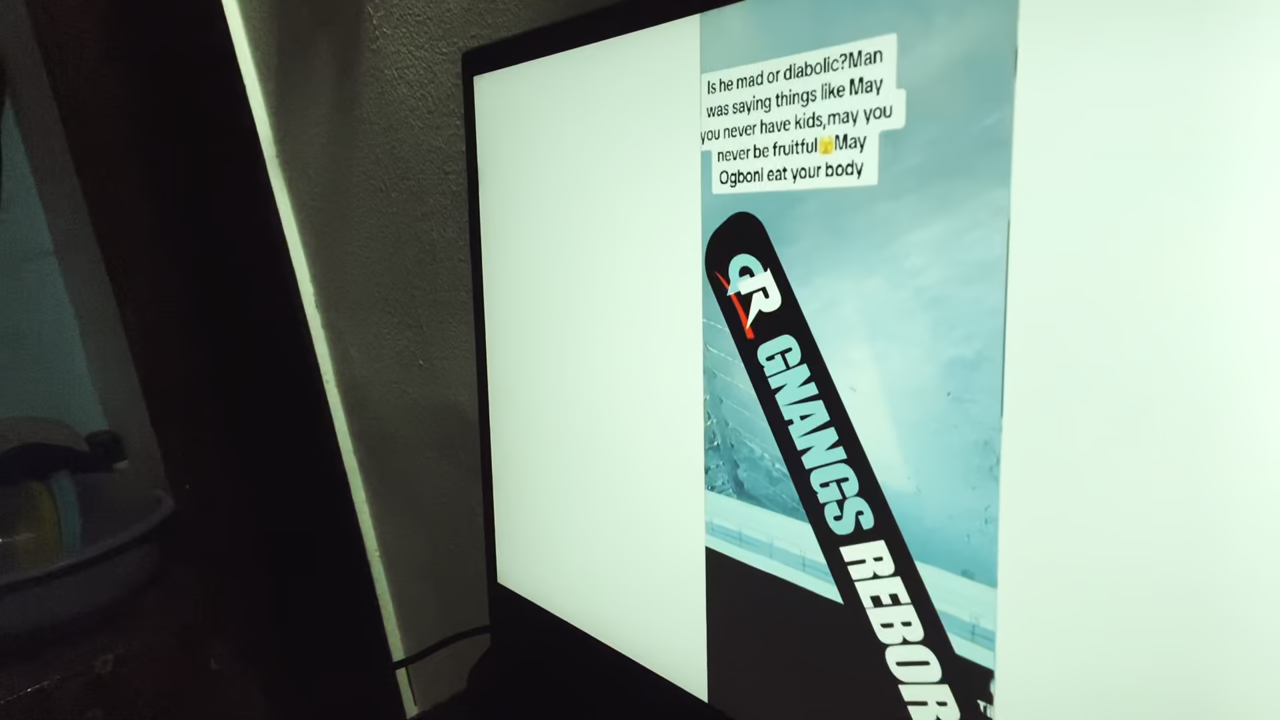 Is he mad or diabolic?Man
was saying things like May
you never have kids,may you
never be fruitful🫣May
Ogboni eat your body
GR
GNANGS REBOR